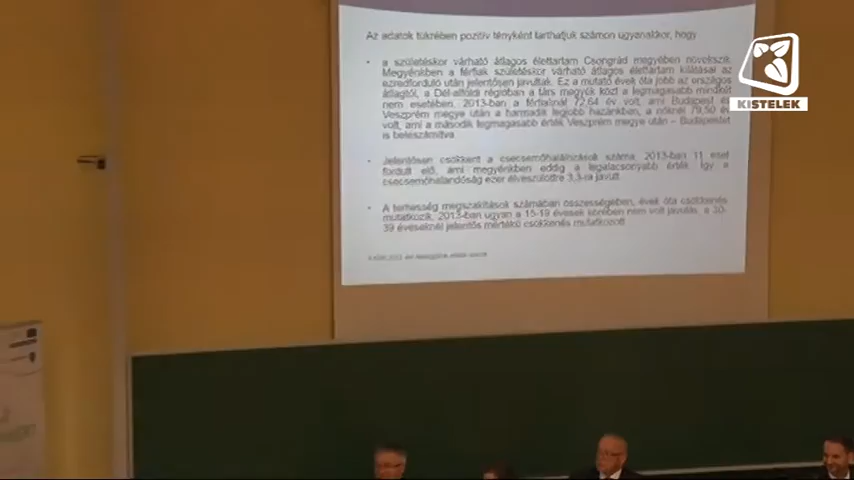 Az adatok tükrében pozitív tényként tarthatjuk számon ugyanakkor, hogy
• a születéskor várható átlagos élettartam Csongrád megyében növekszik.
Megyénkben a férfiak születéskor várható átlagos élettartam kilátásai az
ezredforduló után jelentősen javultak. Ez a mutató évek óta jobb az országos
átlagtól, a Dél-alföldi régióban a társ megyék közt a legmagasabb mindkét
nem esetében. 2013-ban a férfiaknál 72,64 év volt, ami Budapest és
Veszprém megye után a harmadik legjobb hazánkban, a nőknél 79,50 év
volt, ami a második legmagasabb érték Veszprém megye után – Budapestet
is beleszámítva.
• Jelentősen csökkent a csecsemőhalálozások száma. 2013-ban 11 eset
fordult elő, ami megyénkben eddig a legalacsonyabb érték. Így a
csecsemőhalandóság ezer élveszülöttre 3,3-ra javult.
• A terhesség megszakítások számában összességében, évek óta csökkenés
mutatkozik. 2013-ban ugyan a 15-19 évesek körében nem volt javulás, a 30-
39 éveseknél jelentős mértékű csökkenés mutatkozott.
KISTELEK